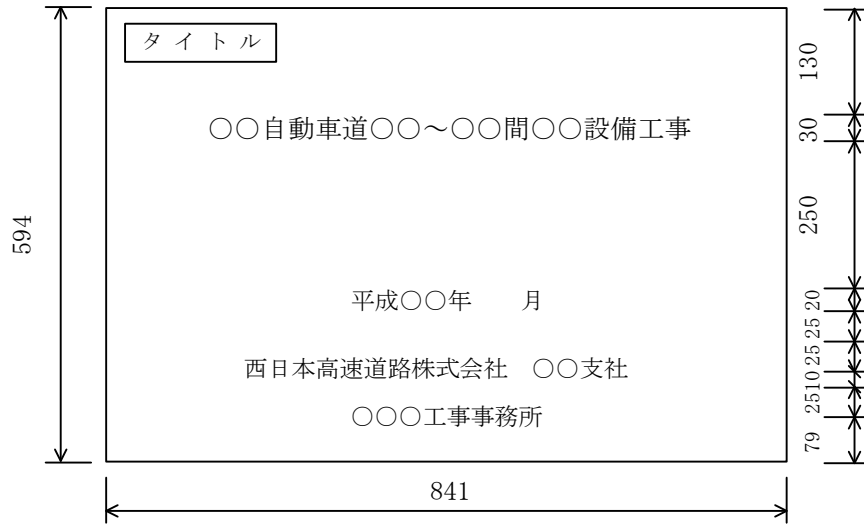 タイトル
○○自動車道○○～○○間○○設備工事
平成○○年　　月
西日本高速道路株式会社　○○支社
○○○工事事務所
594
841
130
30
250
20
25
25
10
25
79